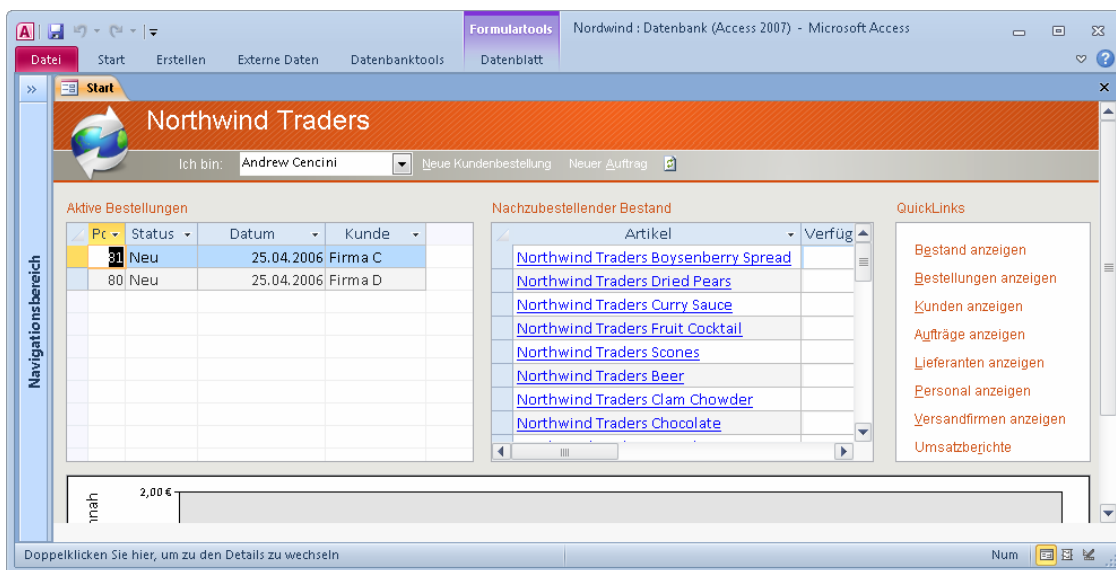 Formulartools Nordwind : Datenbank (Access 2007) - Microsoft Access
Datei Start Erstellen Externe Daten Datenbanktools Datenblatt
Start
Northwind Traders
Ich bin: Andrew Cencini Neue Kundenbestellung Neuer Auftrag
Navigationsbereich
Aktive Bestellungen
Status Datum Kunde
81 Neu 25.04.2006 Firma C
80 Neu 25.04.2006 Firma D
Nachzubestellender Bestand
Artikel Verfüg
Northwind Traders Boysenberry Spread
Northwind Traders Dried Pears
Northwind Traders Curry Sauce
Northwind Traders Fruit Cocktail
Northwind Traders Scones
Northwind Traders Beer
Northwind Traders Clam Chowder
Northwind Traders Chocolate
QuickLinks
Bestand anzeigen
Bestellungen anzeigen
Kunden anzeigen
Aufträge anzeigen
Lieferanten anzeigen
Personal anzeigen
Versandfirmen anzeigen
Umsatzberichte
2,00 €
nnah
Doppelklicken Sie hier, um zu den Details zu wechseln
Num